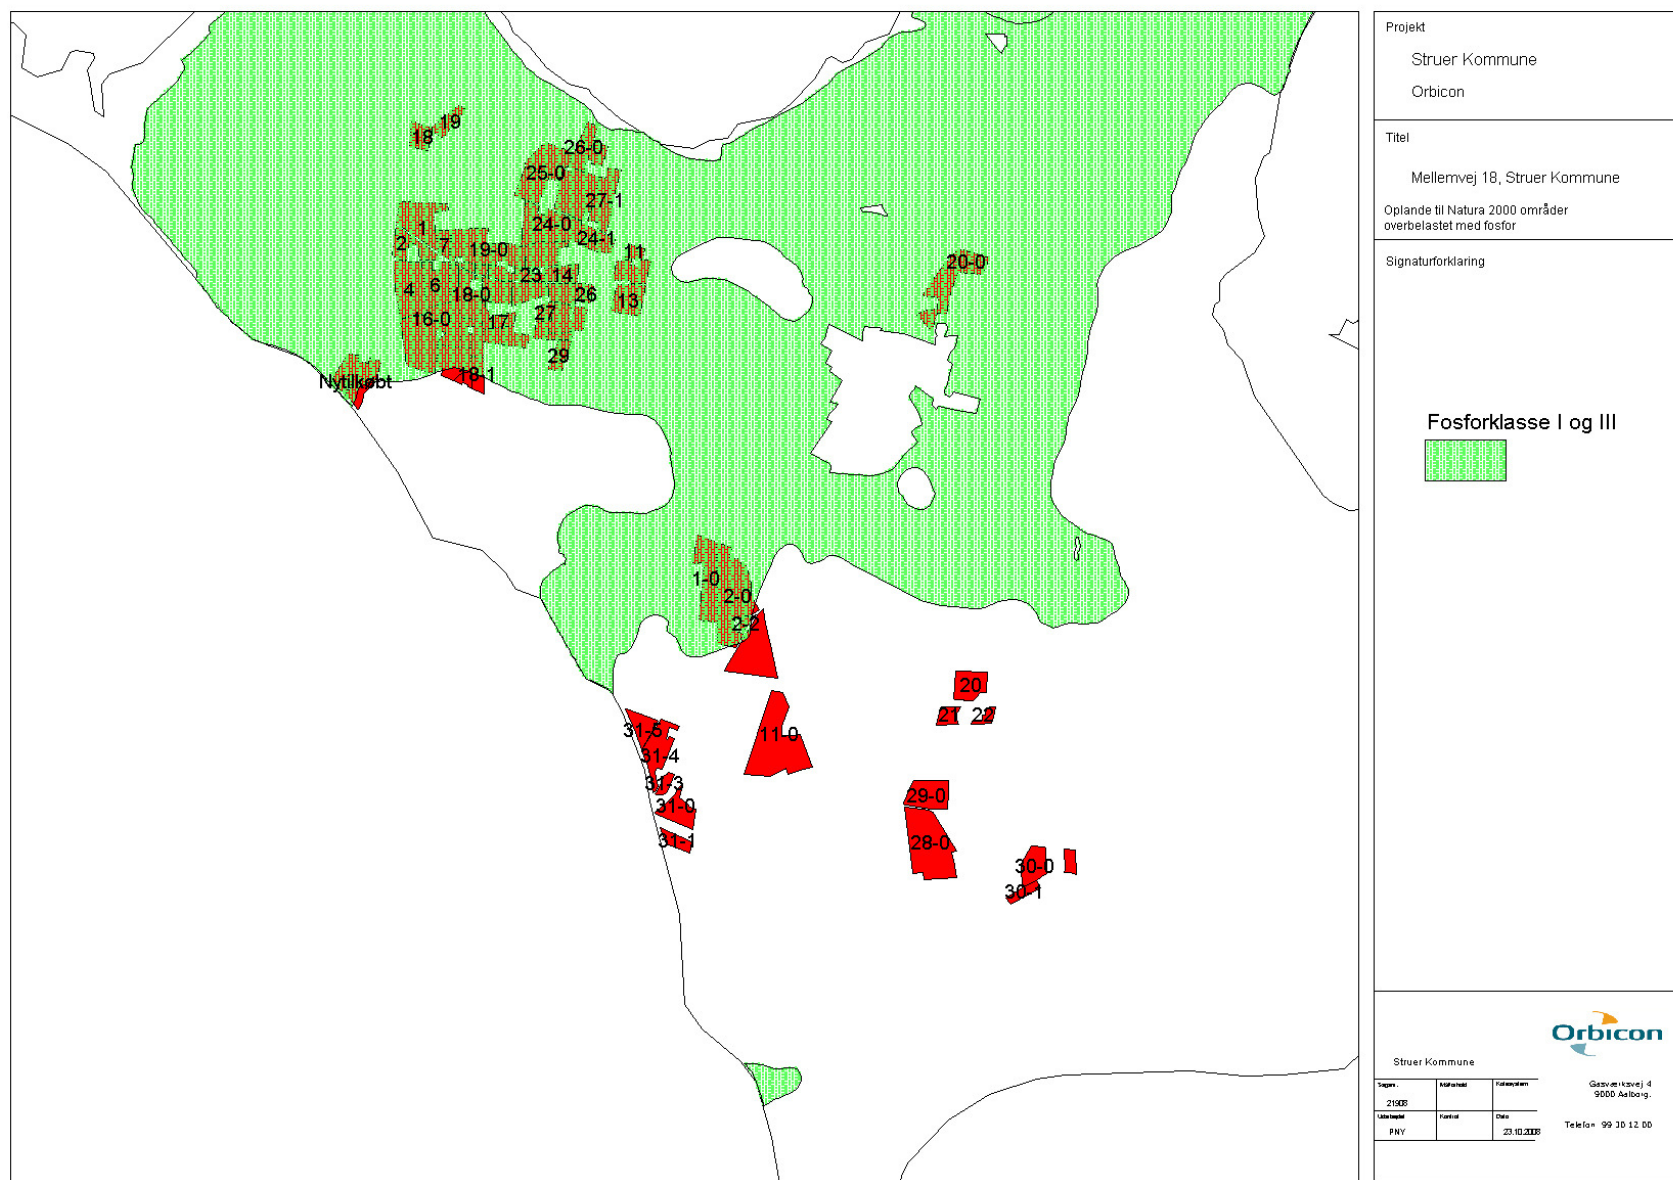 19
18
26-0
25-0
27-1
24-0
24-1
1
2
7
19-0
11
20-0
23
14
6
4
18-0
26
13
16-0
17
27
29
18-1
Nytilkøbt
1-0
2-0
2-2
20
21
22
11-0
31-5
31-4
31-3
31-0
31-1
29-0
28-0
30-0
30-1
Projekt
Struer Kommune
Orbicon
Titel
Mellemvej 18, Struer Kommune
Oplande til Natura 2000 områder
overbelastet med fosfor
Signaturforklaring
Fosforklasse I og III
Orbicon
Struer Kommune
Sagsnr.
Målforhold
21908
Udarbejdet
Kontrol
Dato
PNY
23.10.2008
Gasværksvej 4
9000 Aalborg.
Telefon 99 30 12 00